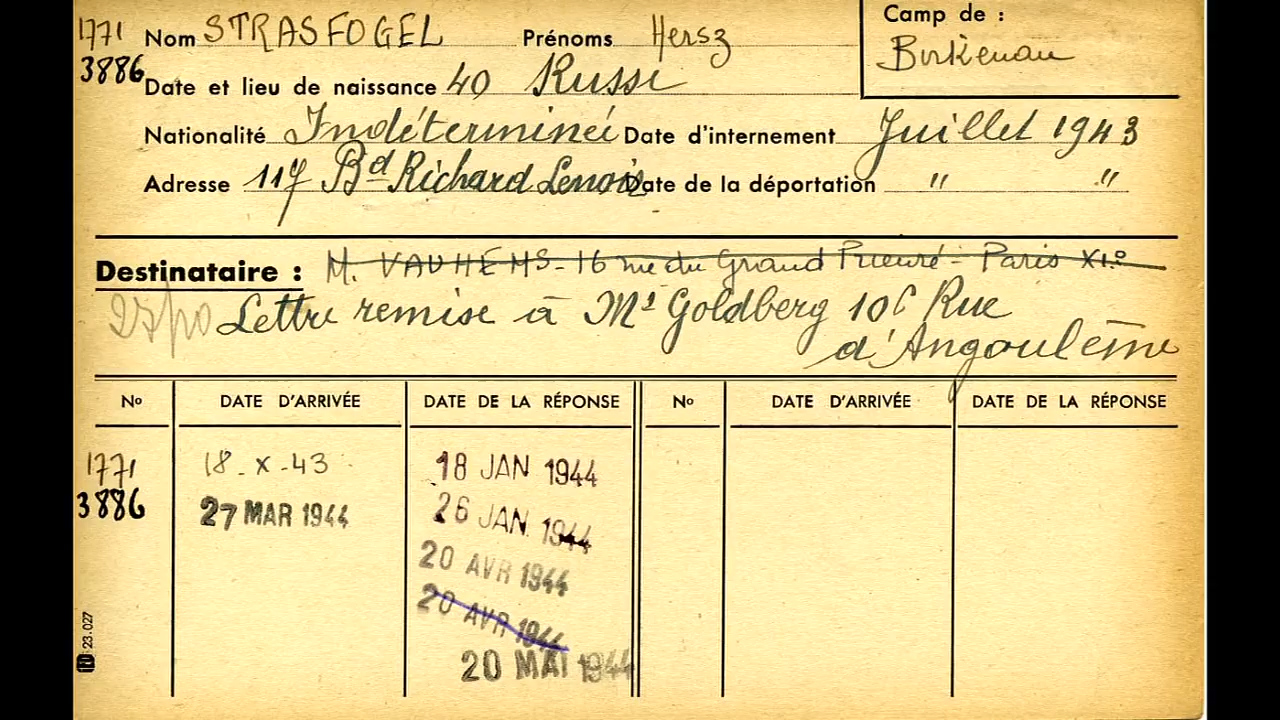 1771 Nom STRASFOGEL Prénoms Hersz
Camp de :
Birkenau
3886 Date et lieu de naissance 40 Russi
Nationalité Indéterminéi Date d'internement Juillet 1943
Adresse 117 Bd Richard Lenoir Date de la déportation " "
Destinataire : M. VAUHEMS - 16 rue du Grand Prieuré - Paris XIo
Lettre remise à Mr Goldberg 106 Rue
d'Angoulême
No DATE D'ARRIVÉE DATE DE LA RÉPONSE No DATE D'ARRIVÉE DATE DE LA RÉPONSE
1771 18-X-43 18 JAN 1944
3886 27 MAR 1944 26 JAN 1944
20 AVR 1944
20 AVR 1944
20 MAI 1944
23.027